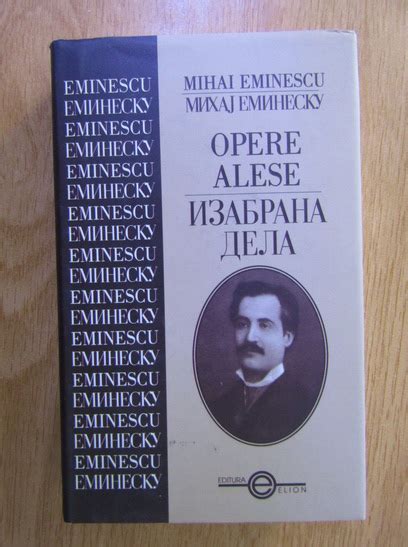 EMINESCU
ЕМИНЕСКУ
EMINESCU
ЕМИНЕСКУ
EMINESCU
ЕМИНЕСКУ
EMINESCU
ЕМИНЕСКУ
EMINESCU
ЕМИНЕСКУ
EMINESCU
ЕМИНЕСКУ
EMINESCU
ЕМИНЕСКУ
EMINESCU
ЕМИНЕСКУ
EMINESCU
ЕМИНЕСКУ
EMINESCU
ЕМИНЕСКУ
MIHAI EMINESCU
МИХАЈ ЕМИНЕСКУ
OPERE
ALESE
ИЗАБРАНА
ДЕЛА
EDITURA
ELION